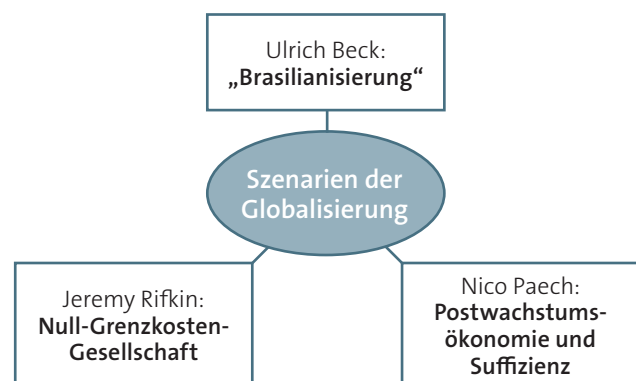 Ulrich Beck:
„Brasilianisierung“
Szenarien der
Globalisierung
Jeremy Rifkin:
Null-Grenzkosten-
Gesellschaft
Nico Paech:
Postwachstums-
ökonomie und
Suffizienz